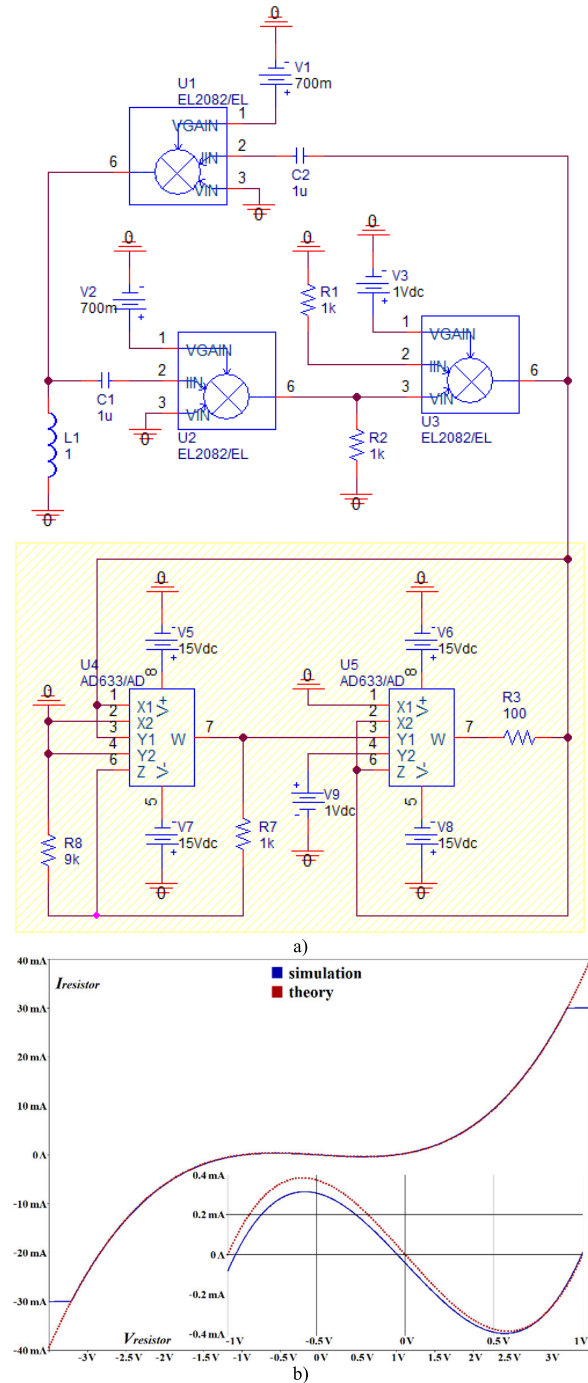 0
V1
700m
U1
EL2082/EL
1
VGAIN
2
IIN
3
VIN
6
C2
1u
0
0
V2
700m
0
R1
1k
0
V3
1Vdc
1
VGAIN
2
IIN
3
VIN
6
U2
EL2082/EL
C1
1u
0
L1
1
0
R2
1k
0
1
VGAIN
2
IIN
3
VIN
6
U3
EL2082/EL
0
V5
15Vdc
U4
AD633/AD
8
1
X1
2
X2
3
Y1
4
Y2
6
Z
V+
V-
W
7
5
V7
15Vdc
0
0
R8
9k
R7
1k
0
V6
15Vdc
U5
AD633/AD
8
0
1
X1
2
X2
3
Y1
4
Y2
6
Z
V+
V-
W
7
5
R3
100
V9
1Vdc
0
V8
15Vdc
0
a)
40 mA
Iresistor
simulation
theory
30 mA
20 mA
10 mA
0 A
-10 mA
-20 mA
-30 mA
-40 mA
0.4 mA
0.2 mA
0 A
-0.2 mA
-0.4 mA
-1V
-0.5V
0V
0.5V
1V
Vresistor
-3V
-2.5V
-2V
-1.5V
-1V
-0.5V
0V
0.5V
1V
1.5V
2V
2.5V
3V
b)